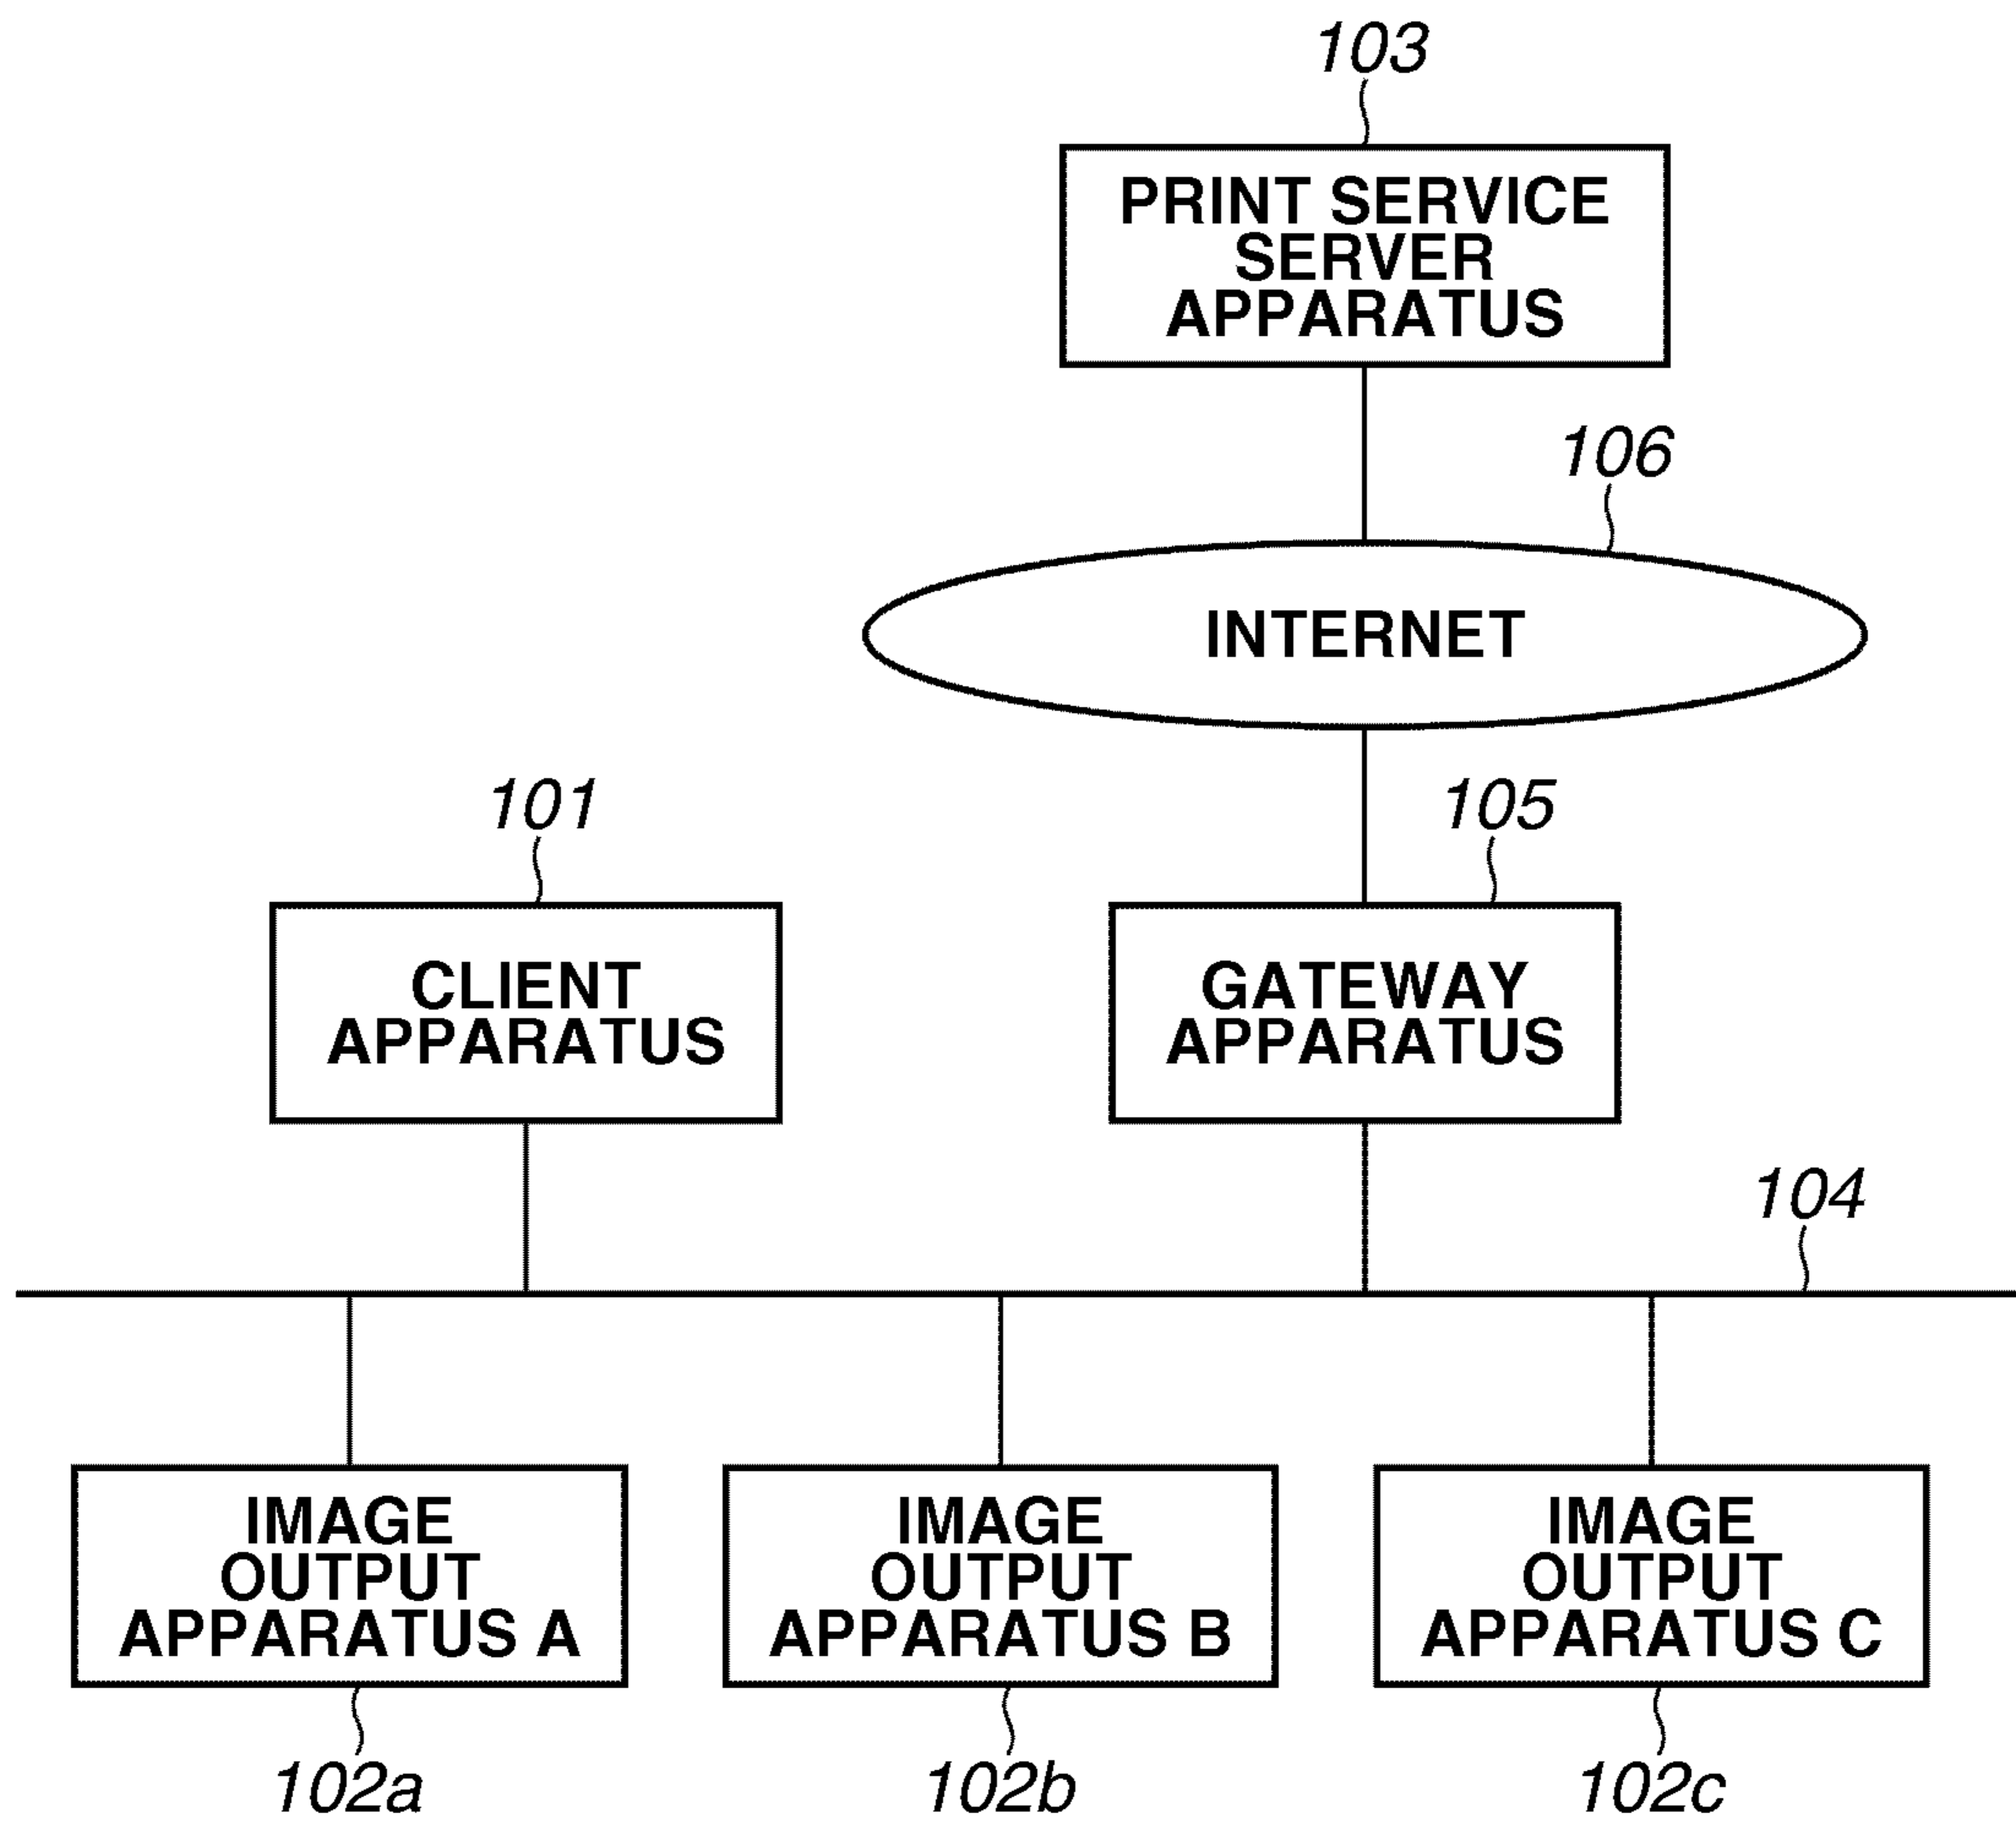 103
PRINT SERVICE
SERVER
APPARATUS
106
INTERNET
101
105
CLIENT
APPARATUS
GATEWAY
APPARATUS
104
IMAGE
OUTPUT
APPARATUS A
IMAGE
OUTPUT
APPARATUS B
IMAGE
OUTPUT
APPARATUS C
102a
102b
102c